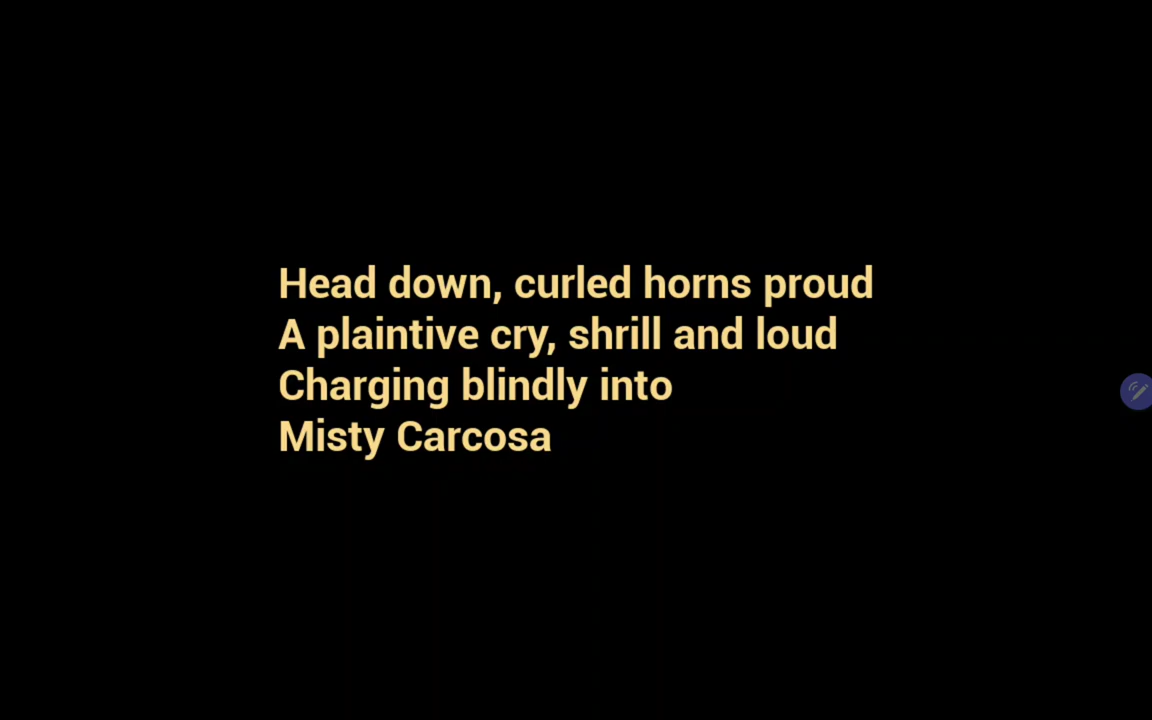 Head down, curled horns proud
A plaintive cry, shrill and loud
Charging blindly into
Misty Carcosa